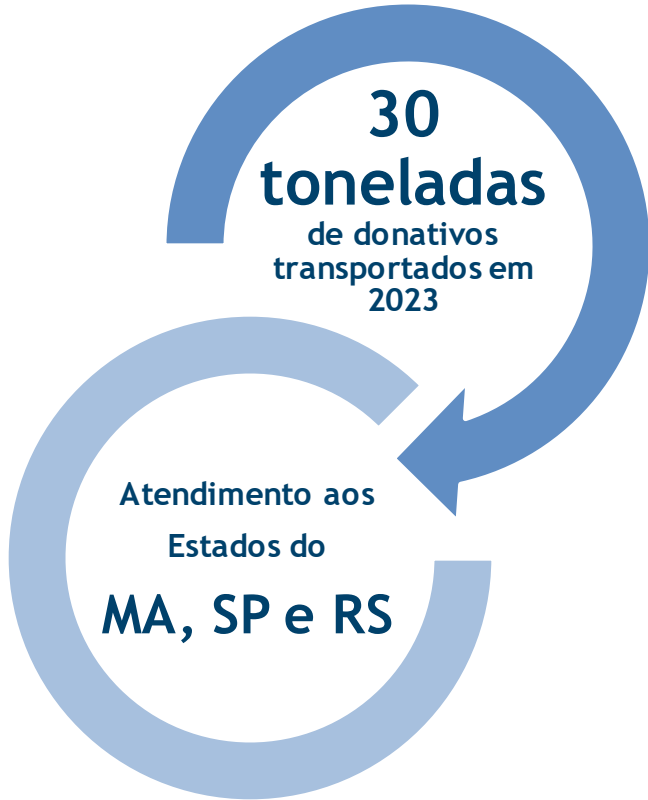 30
toneladas
de donativos
transportados em
2023
Atendimento aos
Estados do
MA, SP e RS